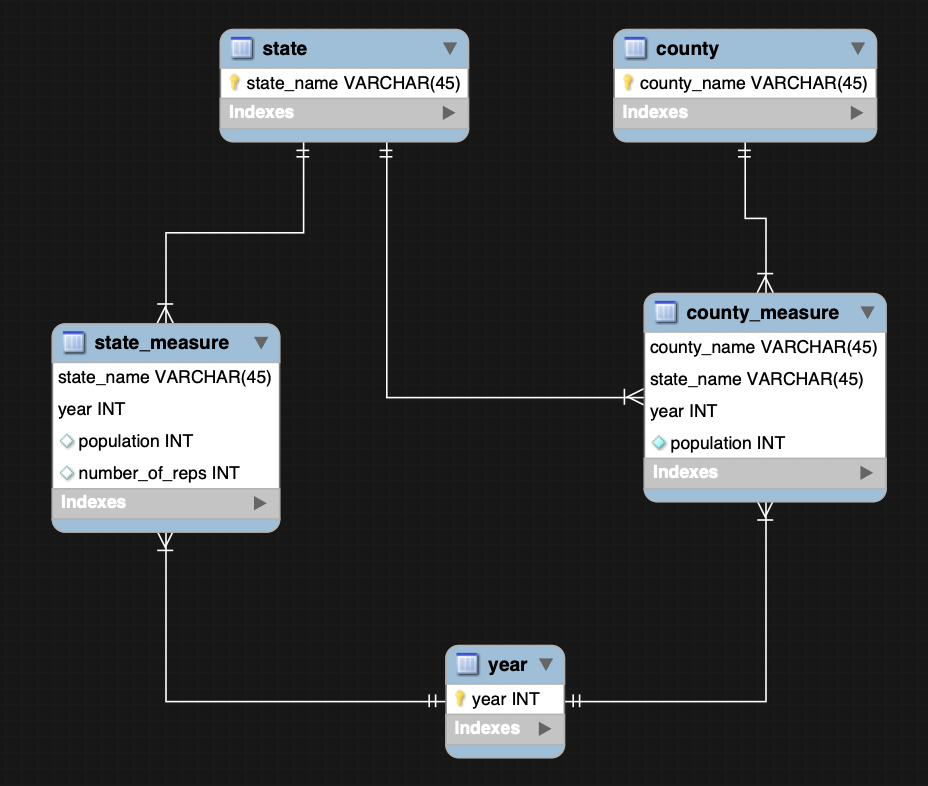 state
state_name VARCHAR(45)
Indexes
county
county_name VARCHAR(45)
Indexes
state_measure
state_name VARCHAR(45)
year INT
population INT
number_of_reps INT
Indexes
county_measure
county_name VARCHAR(45)
state_name VARCHAR(45)
year INT
population INT
Indexes
year
year INT
Indexes